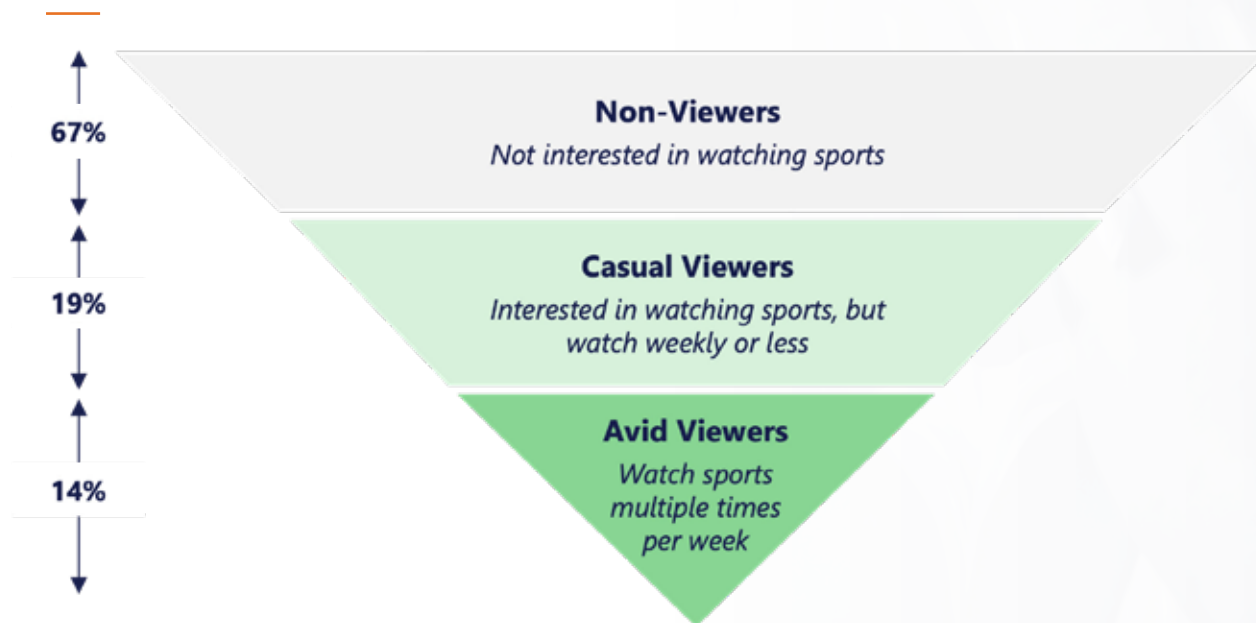 67%
Non-Viewers
Not interested in watching sports
19%
Casual Viewers
Interested in watching sports, but
watch weekly or less
14%
Avid Viewers
Watch sports
multiple times
per week